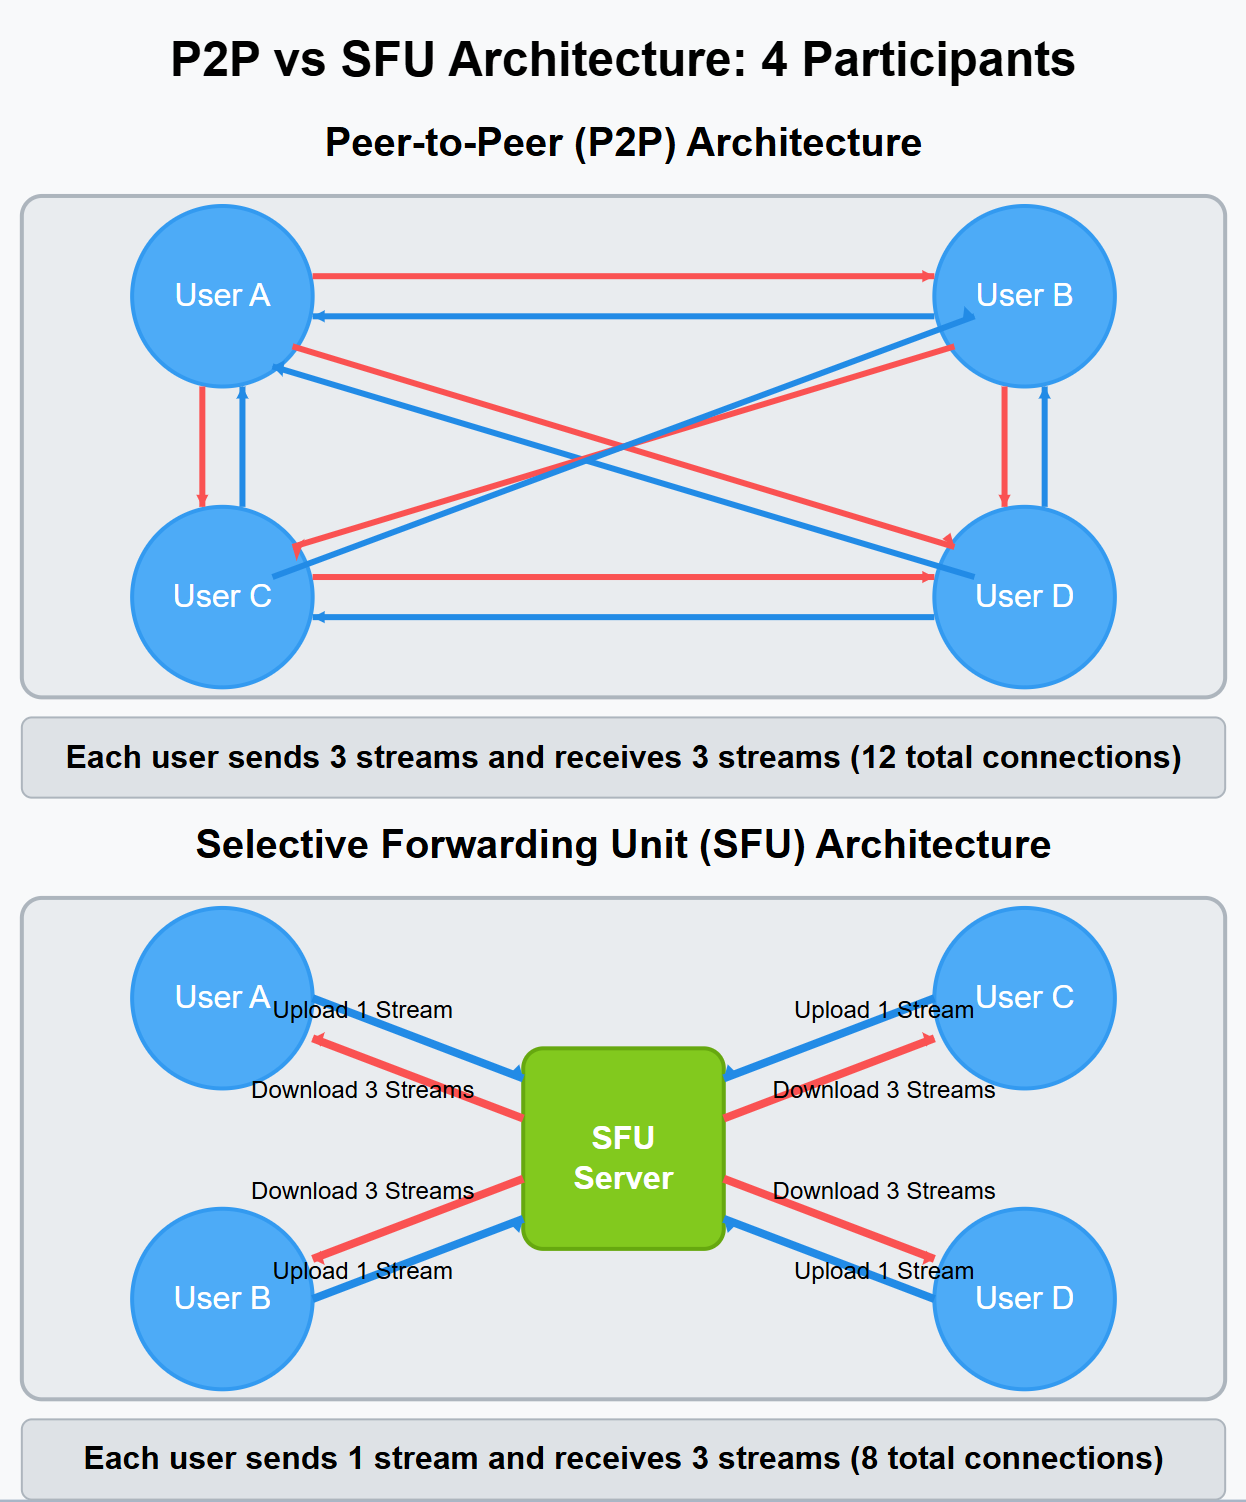 P2P vs SFU Architecture: 4 Participants
Peer-to-Peer (P2P) Architecture
User A
User B
User C
User D
Each user sends 3 streams and receives 3 streams (12 total connections)
Selective Forwarding Unit (SFU) Architecture
User A
User C
Upload 1 Stream
Upload 1 Stream
Download 3 Streams
Download 3 Streams
SFU
Server
Download 3 Streams
Download 3 Streams
Upload 1 Stream
Upload 1 Stream
User B
User D
Each user sends 1 stream and receives 3 streams (8 total connections)